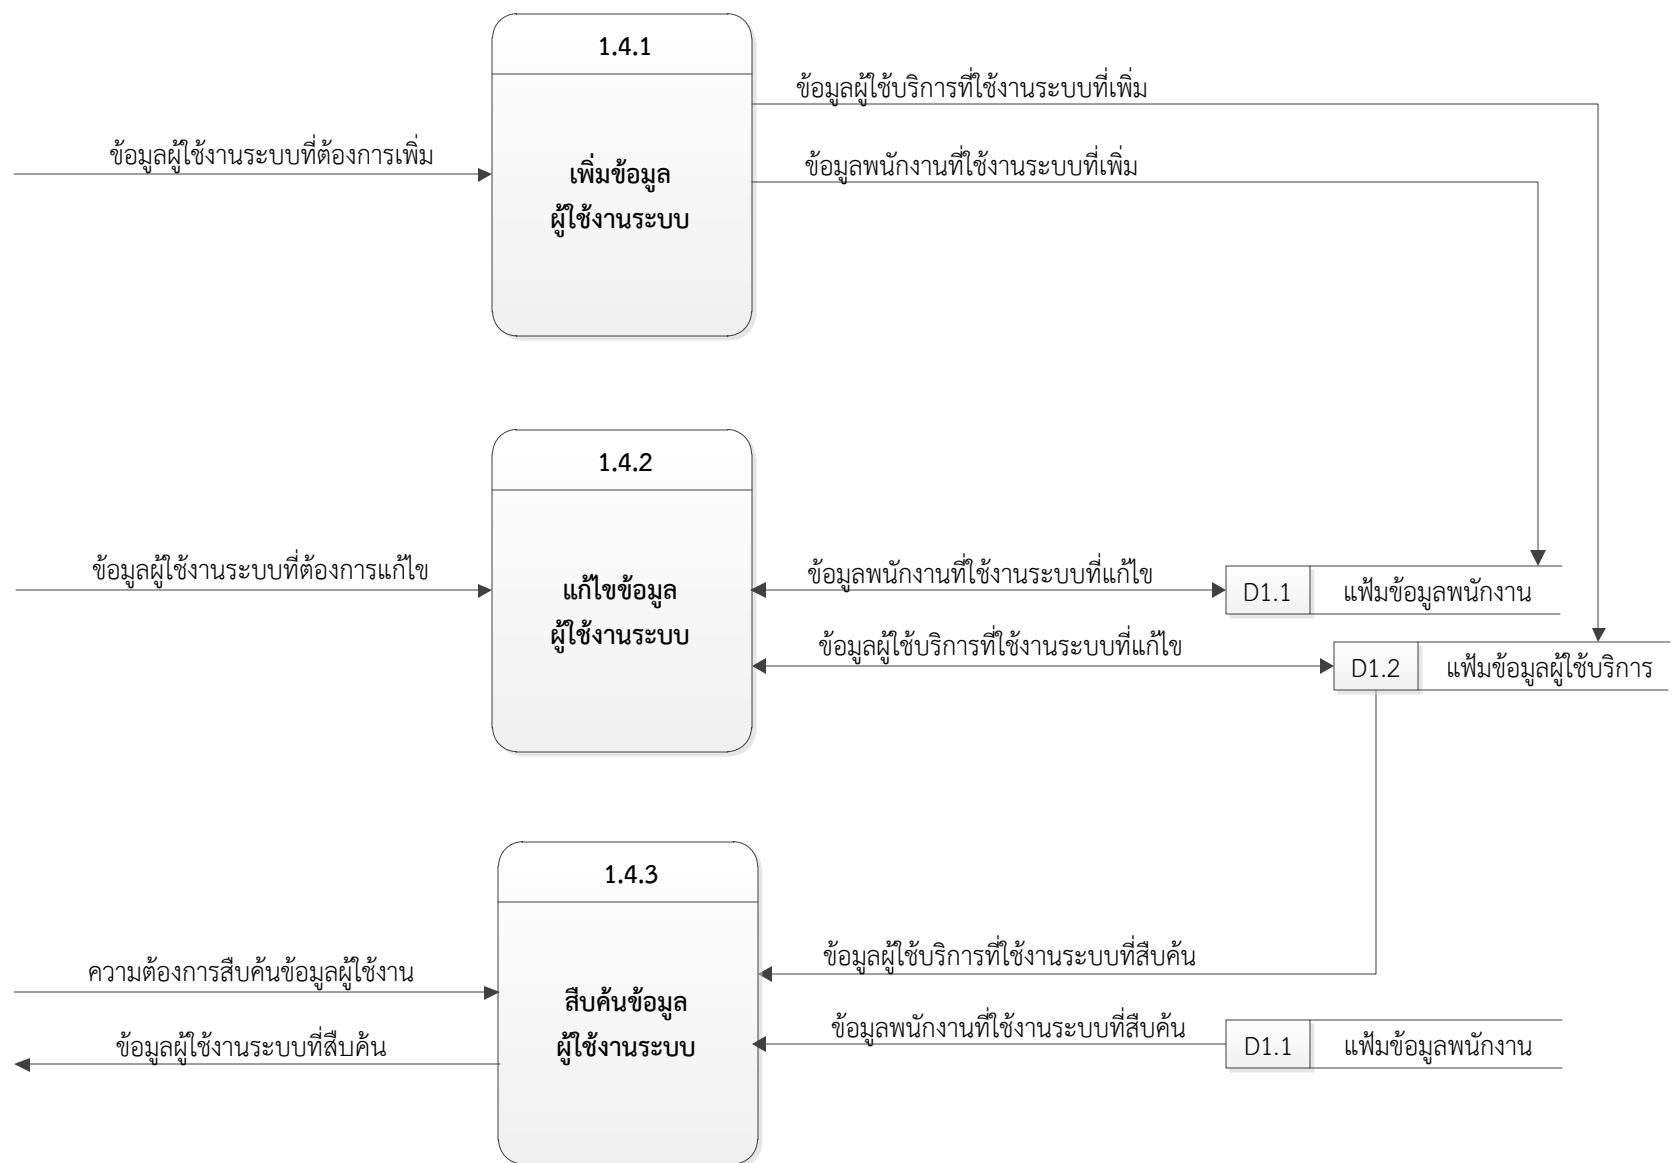 1.4.1
ข้อมูลผู้ใช้บริการที่ใช้งานระบบที่เพิ่ม
ข้อมูลผู้ใช้งานระบบที่ต้องการเพิ่ม
ข้อมูลพนักงานที่ใช้งานระบบที่เพิ่ม
เพิ่มข้อมูล
ผู้ใช้งานระบบ
1.4.2
ข้อมูลผู้ใช้งานระบบที่ต้องการแก้ไข
แก้ไขข้อมูล
ผู้ใช้งานระบบ
ข้อมูลพนักงานที่ใช้งานระบบที่แก้ไข
D1.1 แฟ้มข้อมูลพนักงาน
ข้อมูลผู้ใช้บริการที่ใช้งานระบบที่แก้ไข
D1.2 แฟ้มข้อมูลผู้ใช้บริการ
1.4.3
ความต้องการสืบค้นข้อมูลผู้ใช้งาน
ข้อมูลผู้ใช้งานระบบที่สืบค้น
สืบค้นข้อมูล
ผู้ใช้งานระบบ
ข้อมูลผู้ใช้บริการที่ใช้งานระบบที่สืบค้น
ข้อมูลพนักงานที่ใช้งานระบบที่สืบค้น
D1.1 แฟ้มข้อมูลพนักงาน